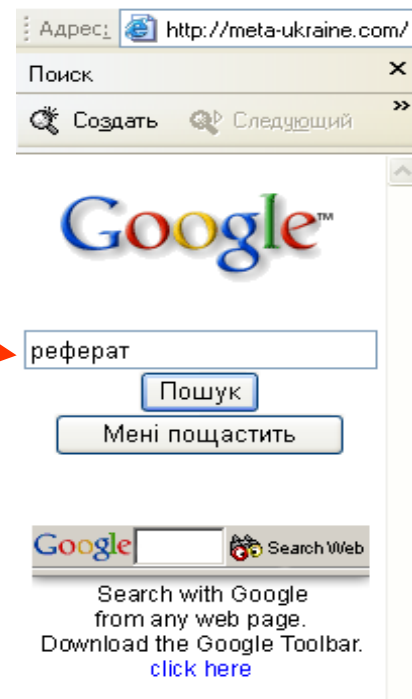 Адрес: http://meta-ukraine.com/
Поиск
Создать Следующий
Google™
реферат
Пошук
Мені пощастить
Google Search Web
Search with Google
from any web page.
Download the Google Toolbar.
click here